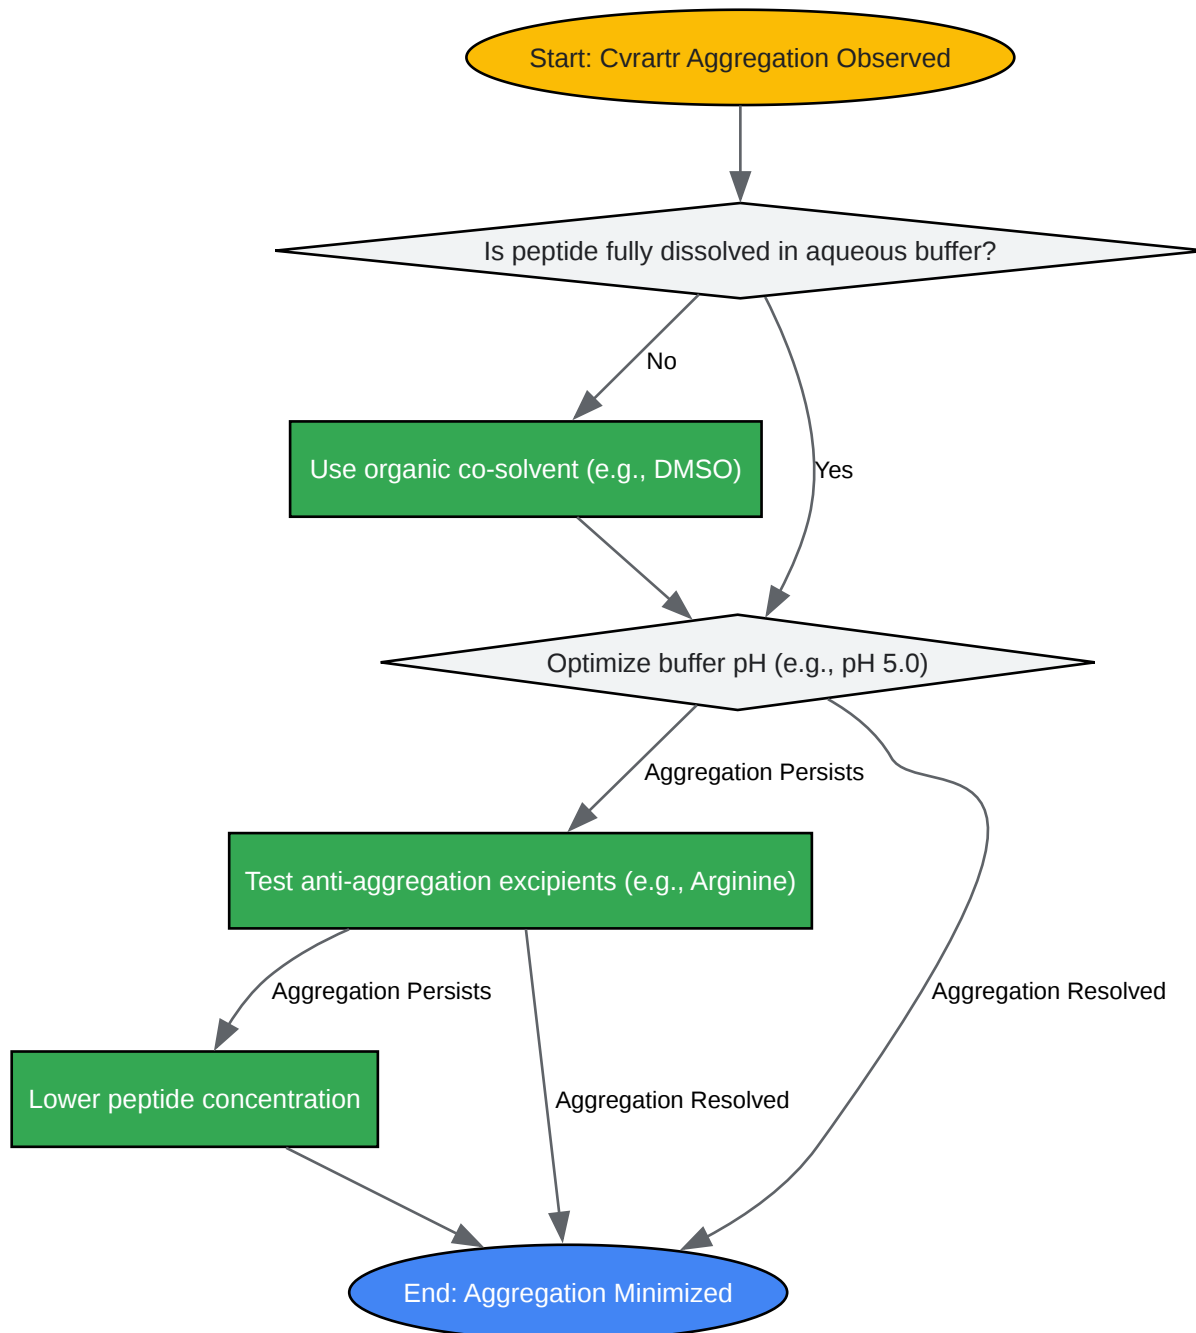 Start: Cvrartr Aggregation Observed
Is peptide fully dissolved in aqueous buffer?
No
Use organic co-solvent (e.g., DMSO)
Yes
Optimize buffer pH (e.g., pH 5.0)
Aggregation Persists
Test anti-aggregation excipients (e.g., Arginine)
Aggregation Persists
Aggregation Resolved
Lower peptide concentration
Aggregation Resolved
End: Aggregation Minimized